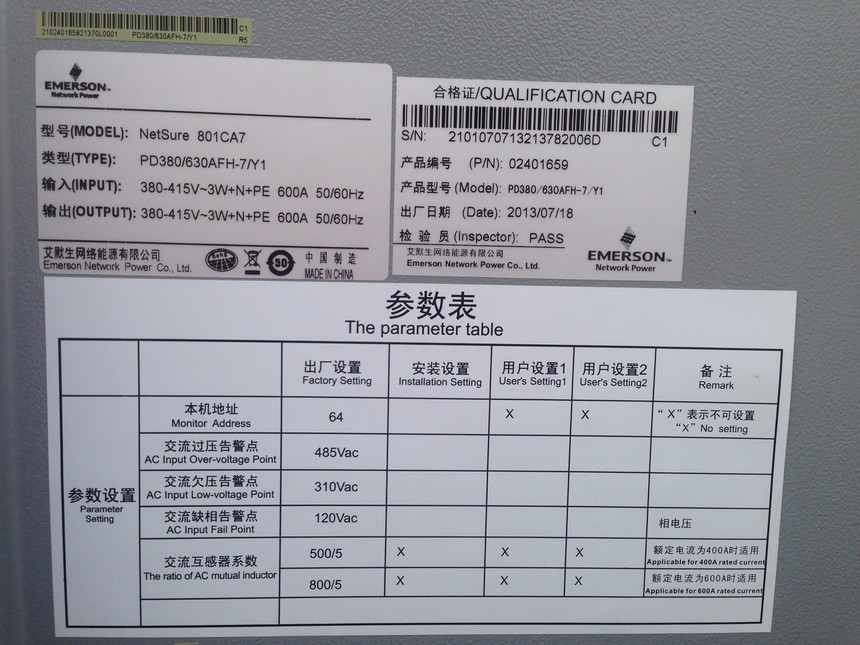 210240165921370L0001 PD380/630AFH-7/Y1
C1
R5
EMERSON
Network Power
型号(MODEL): NetSure 801CA7
类型(TYPE): PD380/630AFH-7/Y1
输入(INPUT): 380-415V~3W+N+PE 600A 50/60Hz
输出(OUTPUT): 380-415V~3W+N+PE 600A 50/60Hz
艾默生网络能源有限公司
Emerson Network Power Co., Ltd.
50
中国制造
MADE IN CHINA
合格证/QUALIFICATION CARD
S/N: 2101070713213782006D C1
产品编号 (P/N): 02401659
产品型号 (Model): PD380/630AFH-7/Y1
出厂日期 (Date): 2013/07/18
检 验 员 (Inspector): PASS
艾默生网络能源有限公司
Emerson Network Power Co., Ltd.
EMERSON
Network Power
参数表
The parameter table
出厂设置 安装设置 用户设置1 用户设置2 备 注
Factory Setting Installation Setting User's Setting1 User's Setting2 Remark
参数设置
Parameter
Setting
本机地址 64 X X “X”表示不可设置
Monitor Address “X”No setting
交流过压告警点 485Vac
AC Input Over-voltage Point
交流欠压告警点 310Vac
AC Input Low-voltage Point
交流缺相告警点 120Vac 相电压
AC Input Fail Point
交流互感器系数
The ratio of AC mutual inductor
500/5 X X X 额定电流为400A时适用
Applicable for 400A rated current
800/5 X X X 额定电流为600A时适用
Applicable for 600A rated current